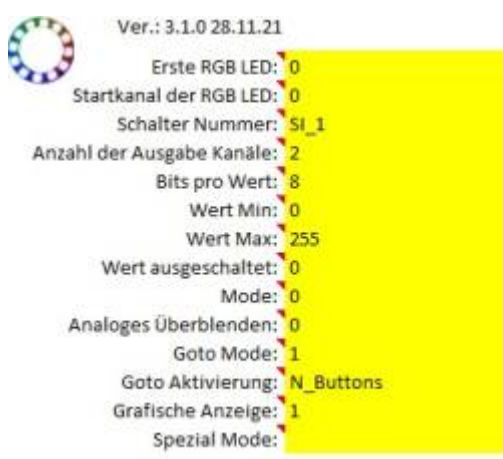 Ver.: 3.1.0 28.11.21
Erste RGB LED: 0
Startkanal der RGB LED: 0
Schalter Nummer: SI_1
Anzahl der Ausgabe Kanäle: 2
Bits pro Wert: 8
Wert Min: 0
Wert Max: 255
Wert ausgeschaltet: 0
Mode: 0
Analoges Überblenden: 0
Goto Mode: 1
Goto Aktivierung: N_Buttons
Grafische Anzeige: 1
Spezial Mode: